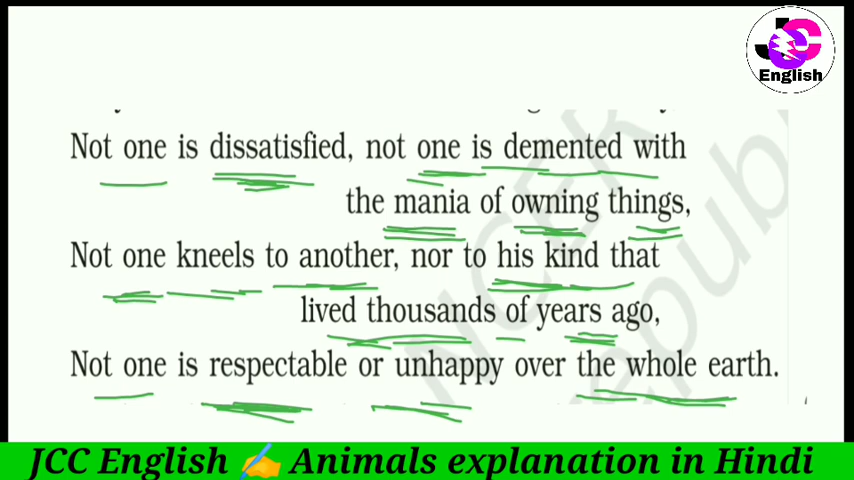 JC
English
Not one is dissatisfied, not one is demented with
the mania of owning things,
Not one kneels to another, nor to his kind that
lived thousands of years ago,
Not one is respectable or unhappy over the whole earth.
JCC English ✍️ Animals explanation in Hindi